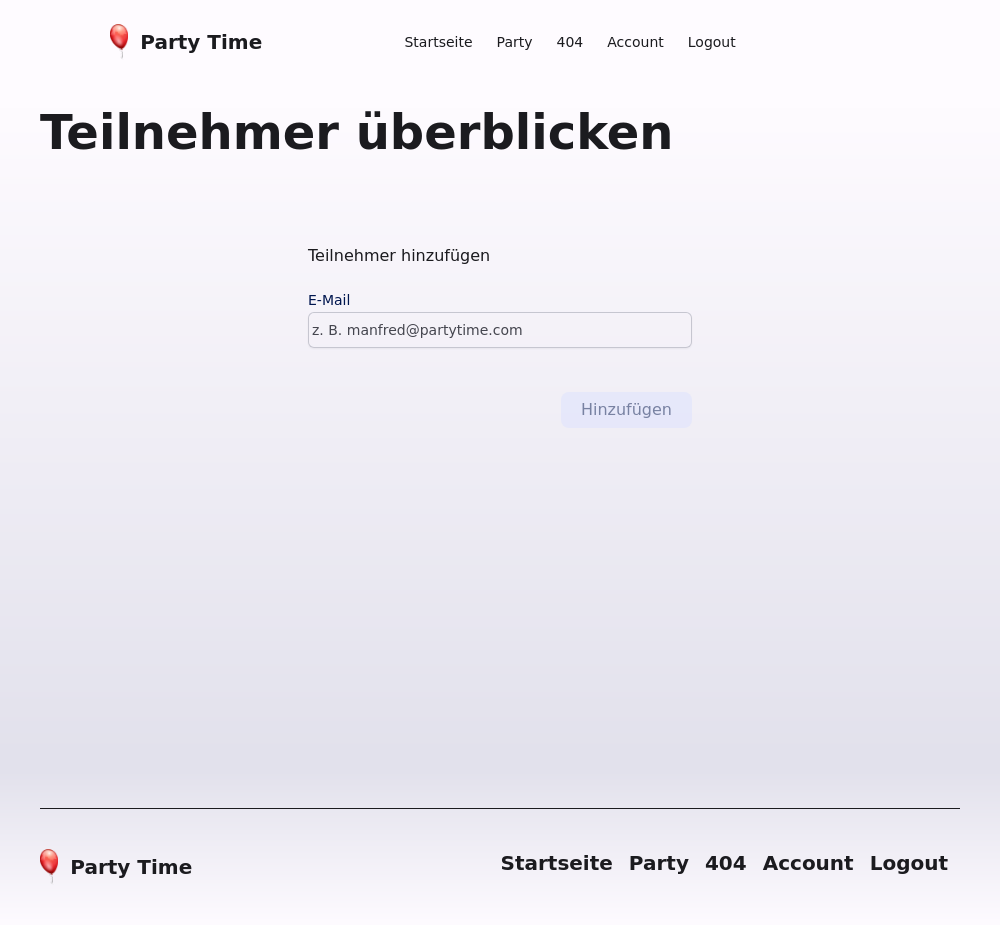 Party Time
Startseite Party 404 Account Logout
Teilnehmer überblicken
Teilnehmer hinzufügen
E-Mail
z. B. manfred@partytime.com
Hinzufügen
Party Time
Startseite Party 404 Account Logout